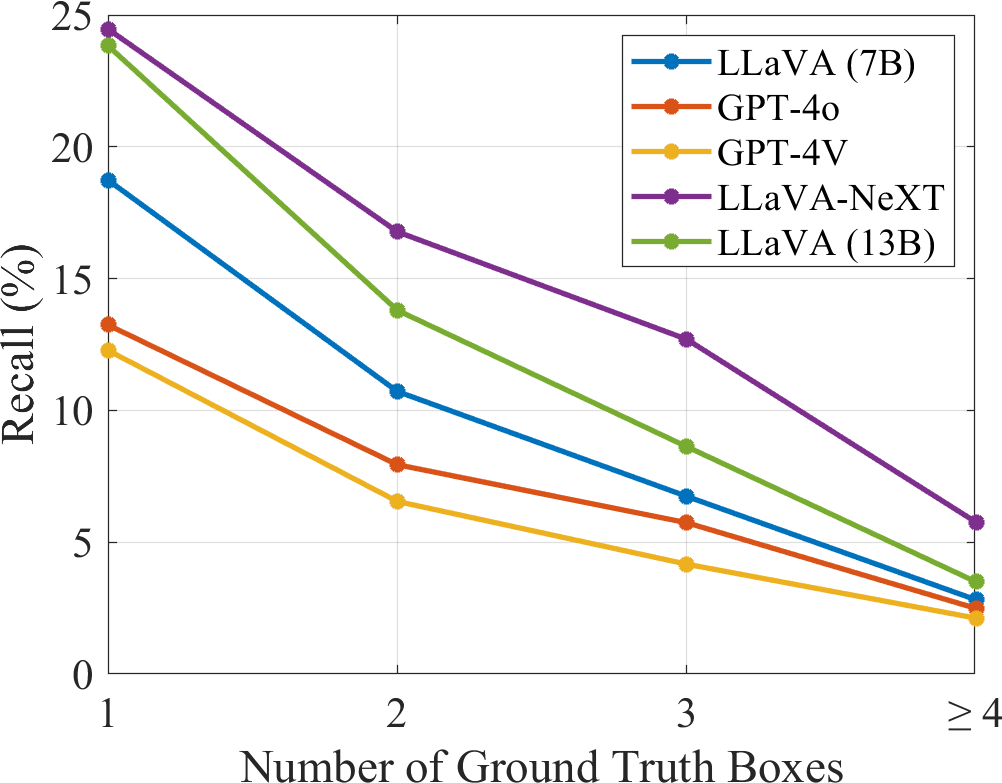 25
20
15
10
5
0
Recall (%)
LLaVA (7B)
GPT-4o
GPT-4V
LLaVA-NeXT
LLaVA (13B)
1 2 3 ≥ 4
Number of Ground Truth Boxes